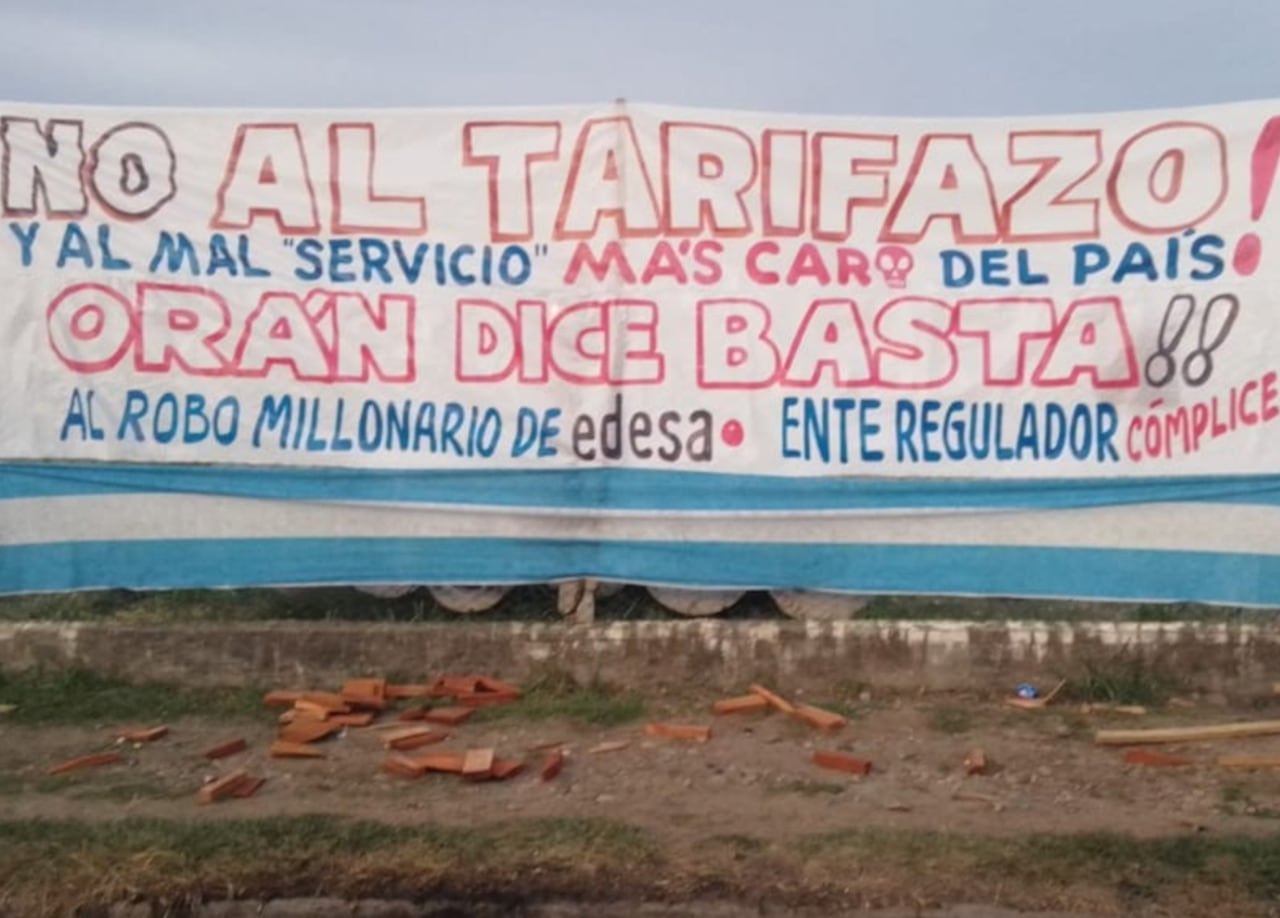 NO AL TARIFAZO!
Y AL MAL "SERVICIO" MÁS CARO DEL PAÍS
ORÁN DICE BASTA!!
AL ROBO MILLONARIO DE edesa. ENTE REGULADOR CÓMPLICE